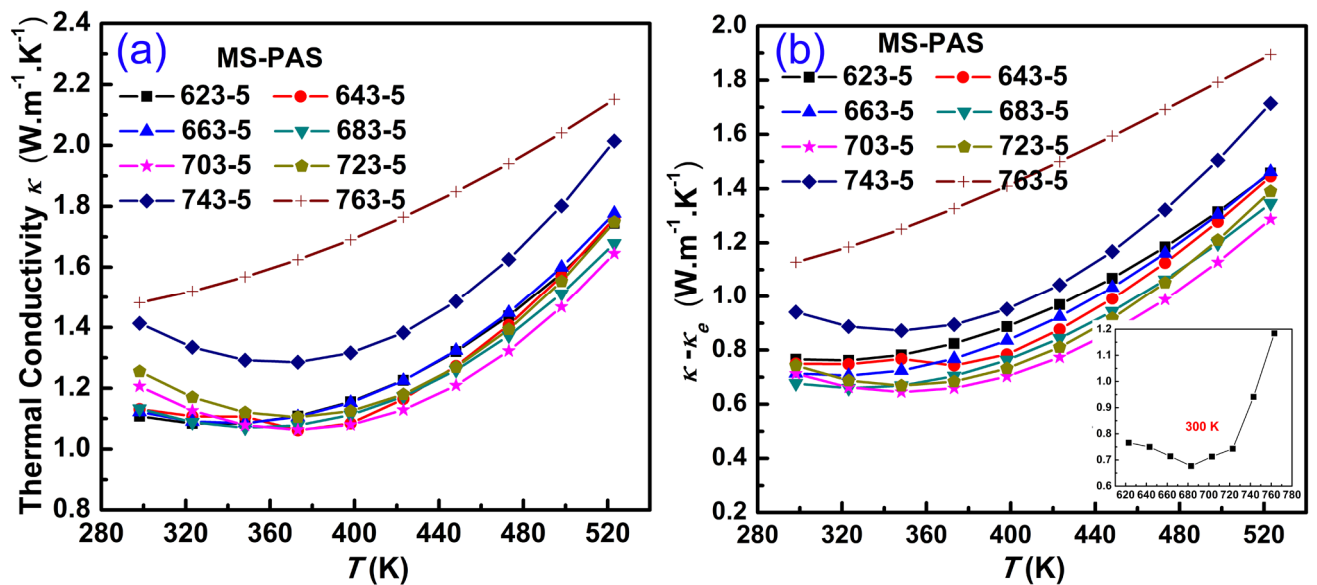 (a)
MS-PAS
623-5 643-5
663-5 683-5
703-5 723-5
743-5 763-5
Thermal Conductivity κ (W.m⁻¹.K⁻¹)
2.4
2.2
2.0
1.8
1.6
1.4
1.2
1.0
0.8
280 320 360 400 440 480 520
T (K)
(b)
MS-PAS
623-5 643-5
663-5 683-5
703-5 723-5
743-5 763-5
κ-κₑ (W.m⁻¹.K⁻¹)
2.0
1.8
1.6
1.4
1.2
1.0
0.8
0.6
0.4
0.2
280 320 360 400 440 480 520
T (K)
1.2
1.1
1.0
0.9
0.8
0.7
0.6
300 K
620 640 660 680 700 720 740 760 780